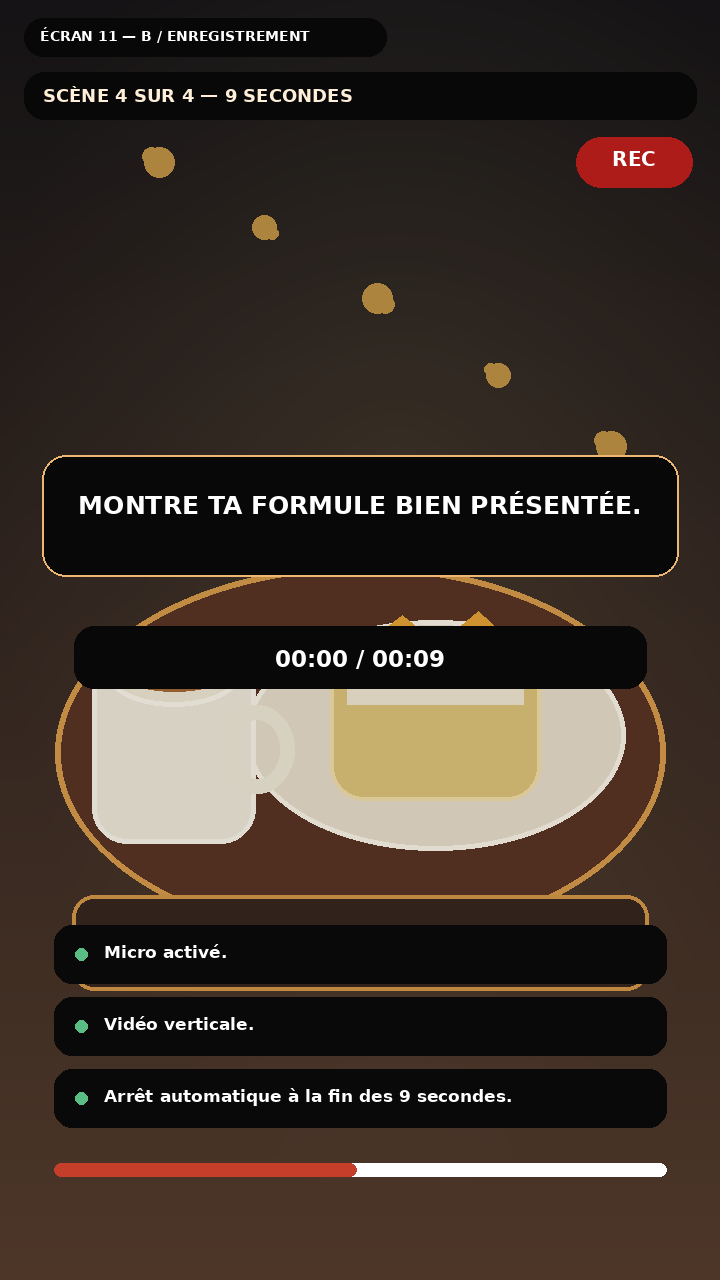 ÉCRAN 11 — B / ENREGISTREMENT
SCÈNE 4 SUR 4 — 9 SECONDES
REC
MONTRE TA FORMULE BIEN PRÉSENTÉE.
00:00 / 00:09
Micro activé.
Vidéo verticale.
Arrêt automatique à la fin des 9 secondes.